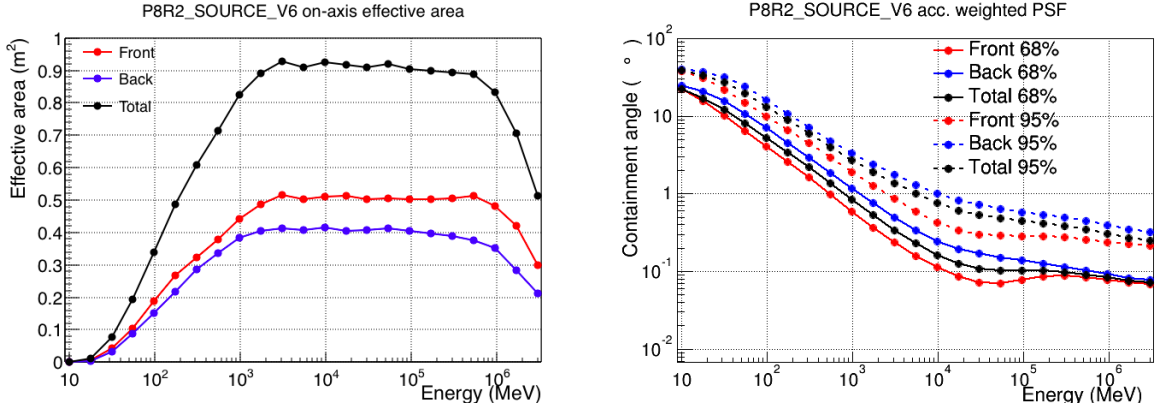 P8R2_SOURCE_V6 on-axis effective area
Effective area (m²)
1
0.9
0.8
0.7
0.6
0.5
0.4
0.3
0.2
0.1
0
Front
Back
Total
10 10² 10³ 10⁴ 10⁵ 10⁶
Energy (MeV)
P8R2_SOURCE_V6 acc. weighted PSF
Containment angle ( ° )
10²
10
1
10⁻¹
10⁻²
Front 68%
Back 68%
Total 68%
Front 95%
Back 95%
Total 95%
10 10² 10³ 10⁴ 10⁵ 10⁶
Energy (MeV)